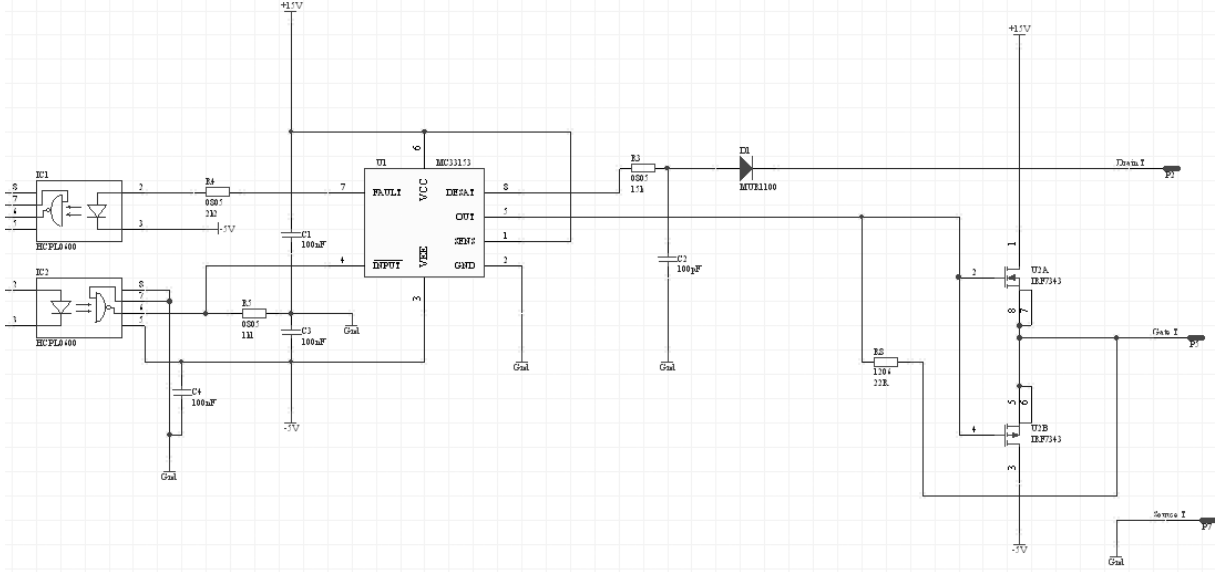 +15V
+15V
U1
MC33153
6
R3
D1
Drain T
P2
IC1
8
7
6
5
2
R4
7
FAULT
VCC
DESAT
8
0805
15k
MUR1100
0805
2k2
OUT
5
3
-5V
HCPL0600
C1
100nF
SENS
1
1
4
INPUT
VEE
GND
2
C2
100pF
2
U2A
IRF7343
IC2
2
3
8
7
6
5
R5
0805
1k1
Gnd
3
8
7
HCPL0600
C3
100nF
Gate T
Gnd
Gnd
R8
1206
22R
C4
100nF
-5V
5
6
4
U2B
IRF7343
3
Gnd
Source T
-5V
Gnd